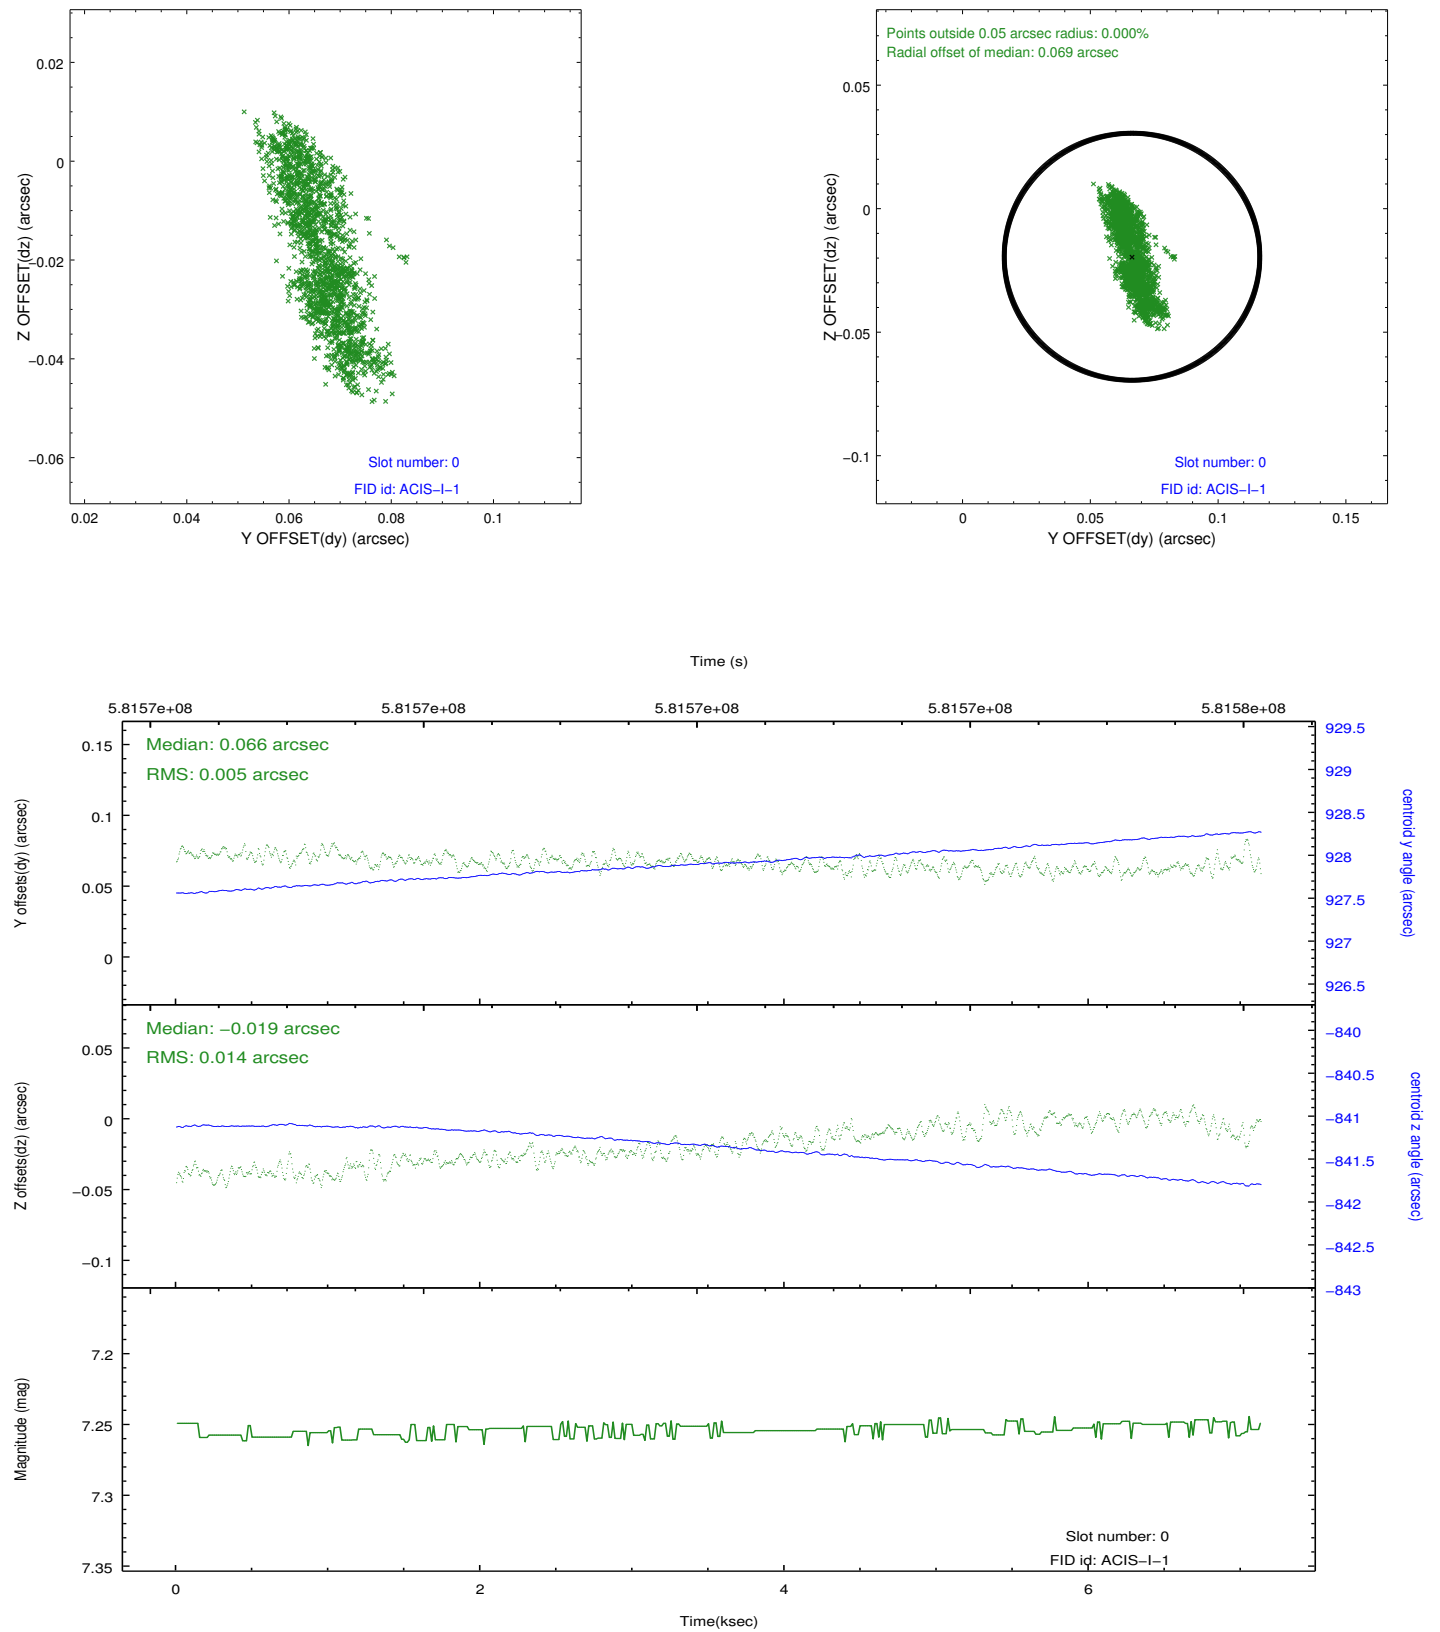 0.02
0
−0.02
−0.04
−0.06
Z OFFSET(dz) (arcsec)
Slot number: 0
FID id: ACIS−I−1
0.02 0.04 0.06 0.08 0.1
Y OFFSET(dy) (arcsec)
Points outside 0.05 arcsec radius: 0.000%
Radial offset of median: 0.069 arcsec
0.05
0
−0.05
−0.1
Z OFFSET(dz) (arcsec)
Slot number: 0
FID id: ACIS−I−1
0 0.05 0.1 0.15
Y OFFSET(dy) (arcsec)
Time (s)
5.8157e+08 5.8157e+08 5.8157e+08 5.8157e+08 5.8158e+08
Median: 0.066 arcsec
RMS: 0.005 arcsec
0.15
0.1
0.05
0
Y offsets(dy) (arcsec)
929.5
929
928.5
928
927.5
927
926.5
centroid y angle (arcsec)
Median: −0.019 arcsec
RMS: 0.014 arcsec
0.05
0
−0.05
−0.1
Z offsets(dz) (arcsec)
−840
−840.5
−841
−841.5
−842
−842.5
−843
centroid z angle (arcsec)
7.2
7.25
7.3
7.35
Magnitude (mag)
Slot number: 0
FID id: ACIS−I−1
0 2 4 6
Time(ksec)